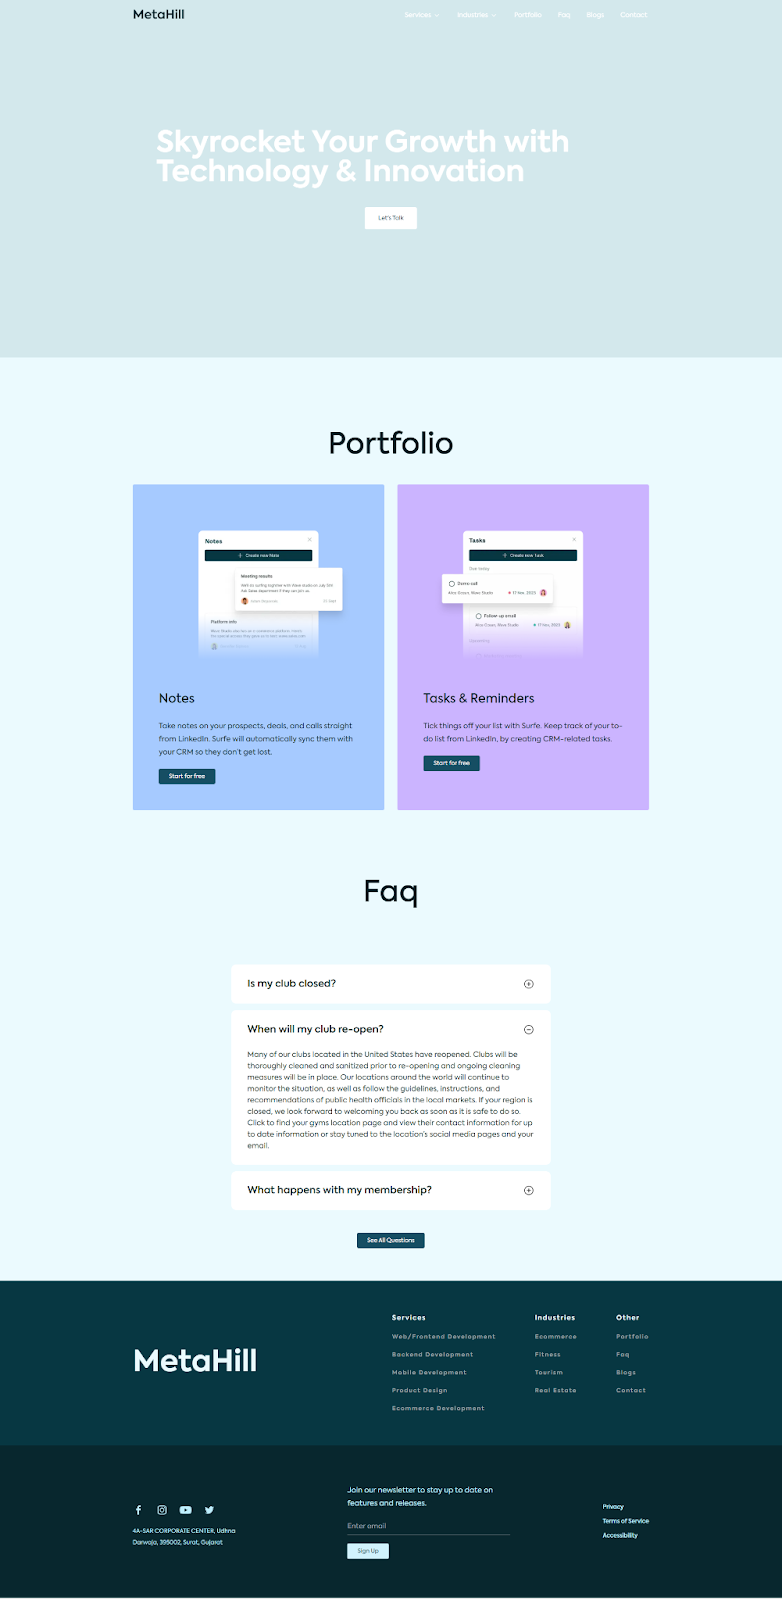 MetaHill
Services
Industries
Portfolio
Faq
Blogs
Contact
Skyrocket Your Growth with
Technology & Innovation
Let's Talk
Portfolio
Notes
Create new Note
Meeting results
Platform info
Notes
Take notes on your prospects, deals, and calls straight
from LinkedIn. Surfe will automatically sync them with
your CRM so they don't get lost.
Start for free
Tasks
Create new task
Demo call
17 Nov, 2023
Follow up email
17 Nov, 2023
Tasks & Reminders
Tick things off your list with Surfe. Keep track of your to-
do list from LinkedIn, by creating CRM-related tasks.
Start for free
Faq
Is my club closed?
When will my club re-open?
Many of our clubs located in the United States have reopened. Clubs will be
thoroughly cleaned and sanitized prior to re-opening and ongoing cleaning
measures will be in place. Our locations around the world will continue to
monitor the situation, as well as follow the guidelines, instructions, and
recommendations of public health officials in the local markets. If your region is
closed, we look forward to welcoming you back as soon as it is safe to do so.
Click to find your gyms location page and view their contact information for up
to date information or stay tuned to the location's social media pages and your
email.
What happens with my membership?
See All Questions
MetaHill
Services
Web/Frontend Development
Backend Development
Mobile Development
Product Design
Ecommerce Development
Industries
Ecommerce
Fitness
Tourism
Real Estate
Other
Portfolio
Faq
Blogs
Contact
4A-SAR CORPORATE CENTER, Udhna
Darwaja, 395002, Surat, Gujarat
Join our newsletter to stay up to date on
features and releases.
Enter email
Sign Up
Privacy
Terms of Service
Accessibility